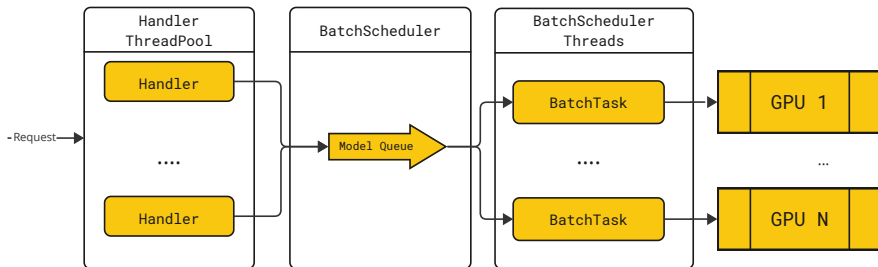 Handler
ThreadPool
BatchScheduler
BatchScheduler
Threads
Handler
BatchTask
GPU 1
Request
Model Queue
....
....
...
Handler
BatchTask
GPU N